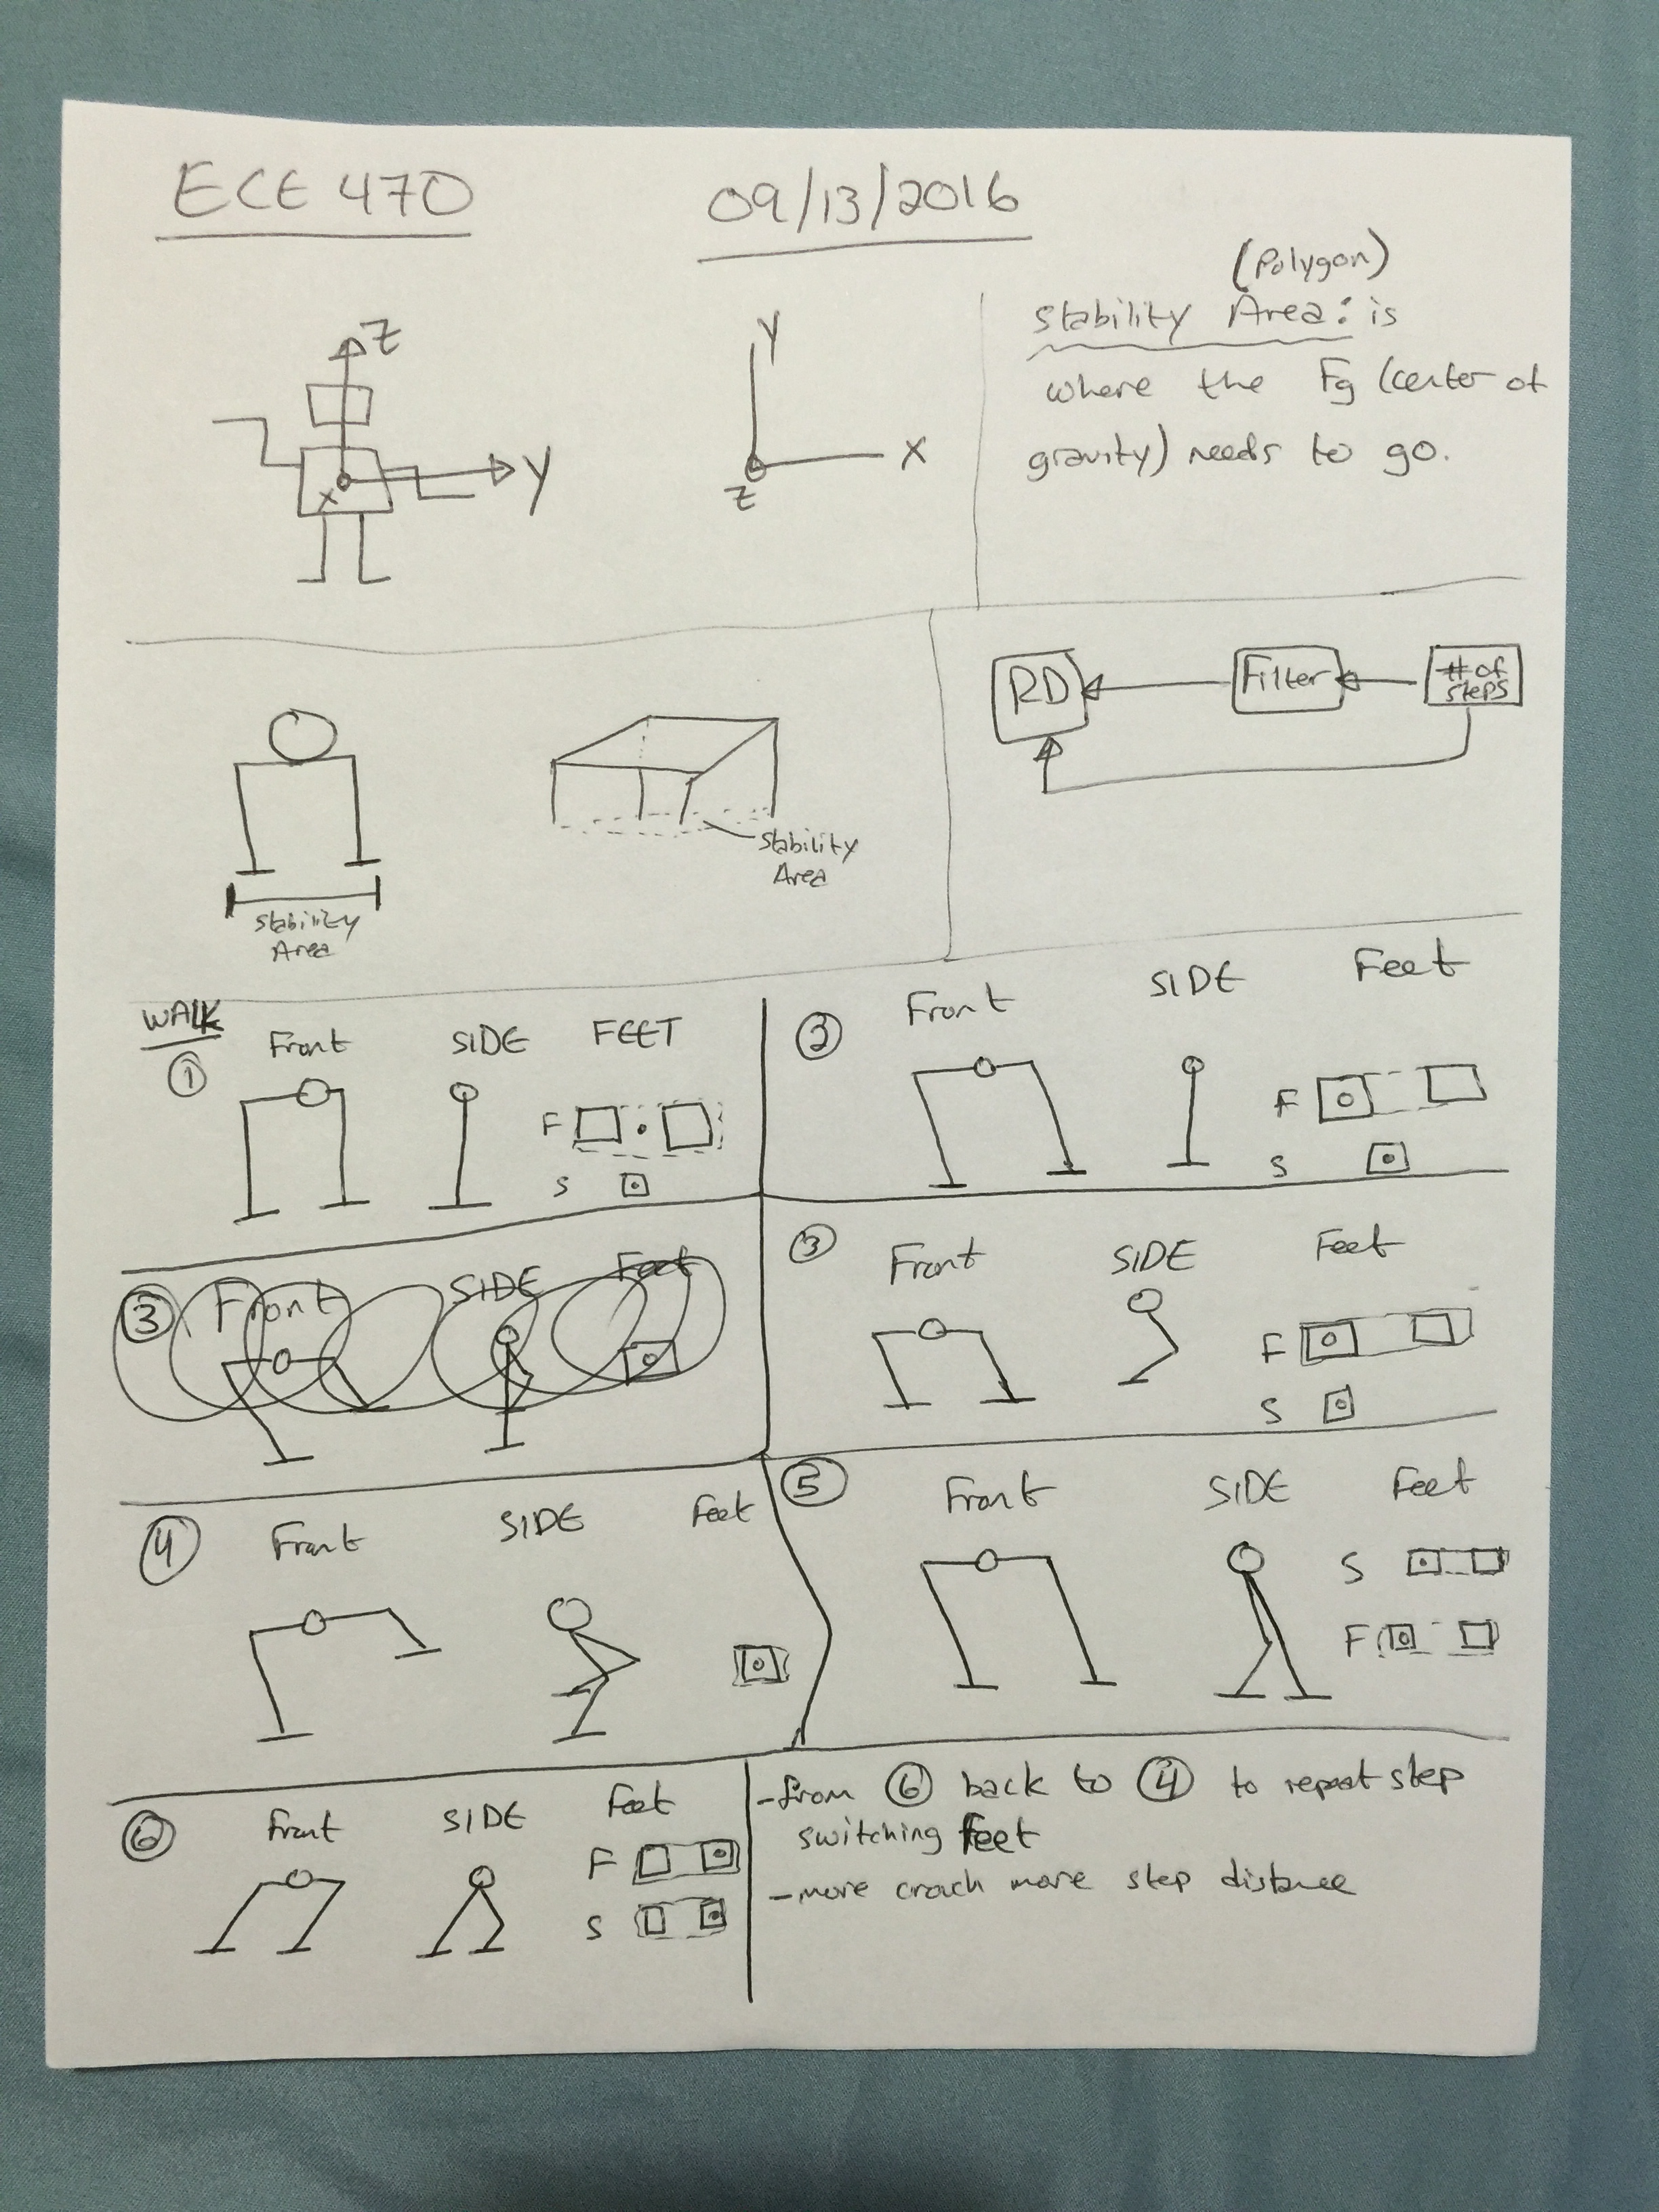 ECE 470
09/13/2016
Z
Y
X
Y
X
Z
(Polygon)
Stability Area: is
where the Fg (center of
gravity) needs to go.
Stability
Area
Stability
Area
RD
Filter
# of
steps
WALK
① Front SIDE FEET
F
S
② Front SIDE Feet
F
S
③ Front SIDE Feet
③ Front SIDE Feet
F
S
④ Front SIDE Feet
⑤ Front SIDE Feet
S
F
⑥ Front SIDE Feet
F
S
-from ⑥ back to ④ to repeat step
switching feet
-more crouch more step distance